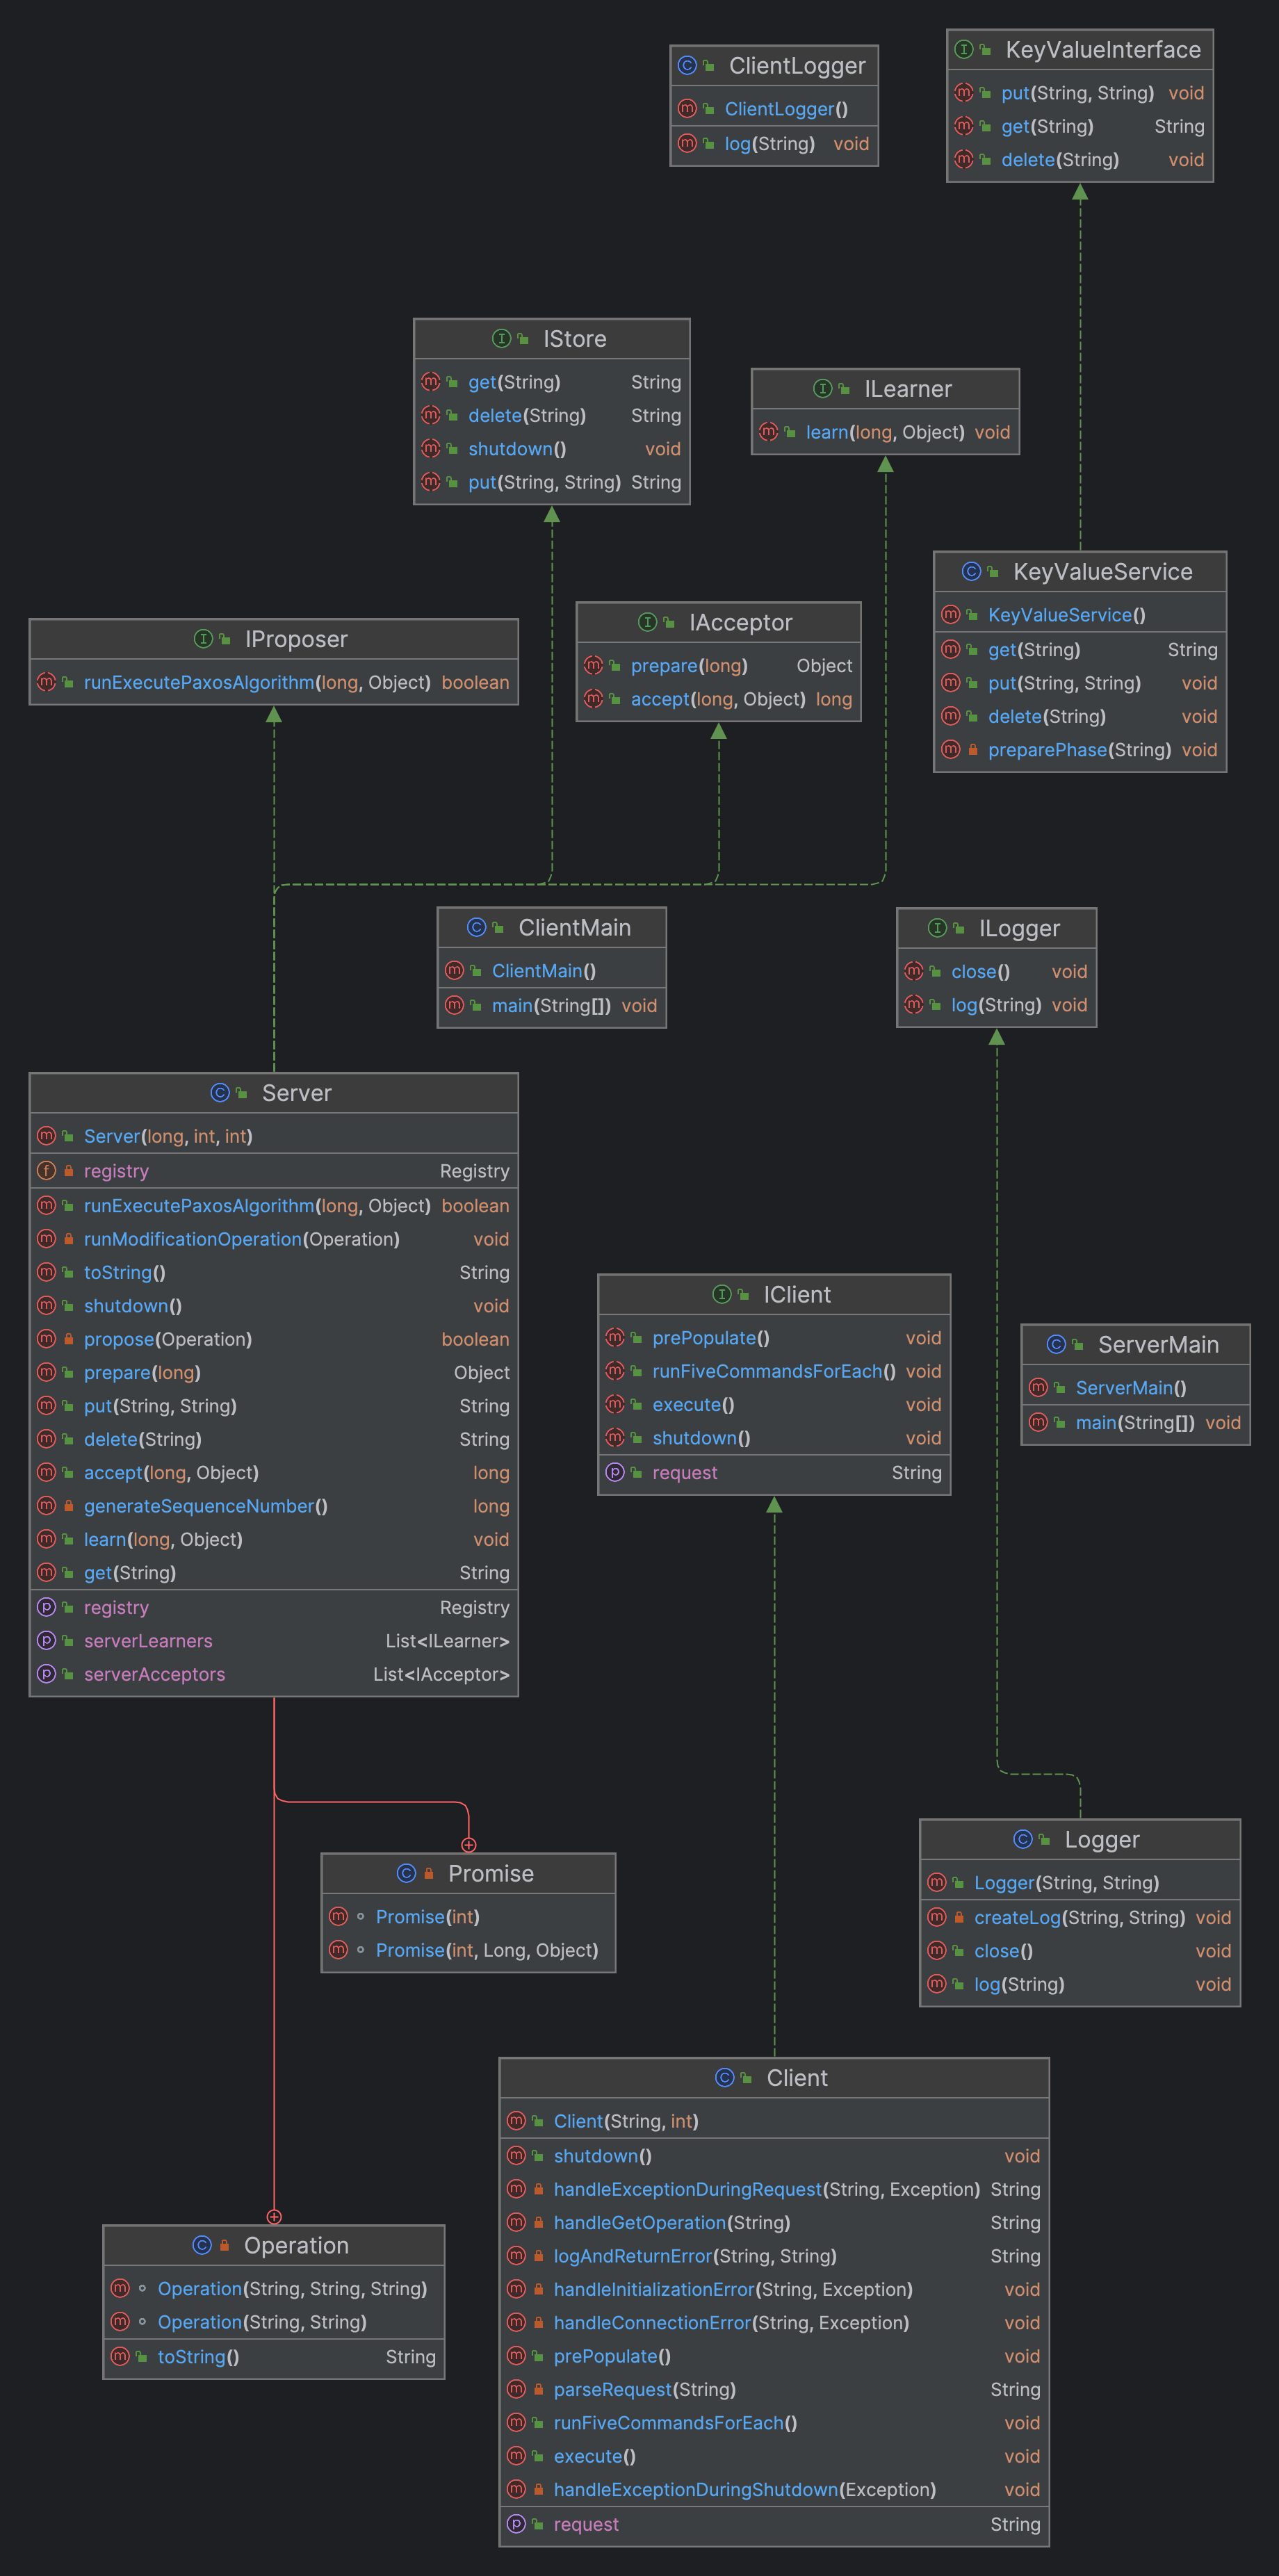 ClientLogger
ClientLogger()
log(String) void
KeyValueInterface
put(String, String) void
get(String) String
delete(String) void
IStore
get(String) String
delete(String) String
shutdown() void
put(String, String) String
ILearner
learn(long, Object) void
KeyValueService
KeyValueService()
get(String) String
put(String, String) void
delete(String) void
preparePhase(String) void
IProposer
runExecutePaxosAlgorithm(long, Object) boolean
IAcceptor
prepare(long) Object
accept(long, Object) long
ClientMain
ClientMain()
main(String[]) void
ILogger
close() void
log(String) void
Server
Server(long, int, int)
registry Registry
runExecutePaxosAlgorithm(long, Object) boolean
runModificationOperation(Operation) void
toString() String
shutdown() void
propose(Operation) boolean
prepare(long) Object
put(String, String) String
delete(String) String
accept(long, Object) long
generateSequenceNumber() long
learn(long, Object) void
get(String) String
registry Registry
serverLearners List<ILearner>
serverAcceptors List<IAcceptor>
IClient
prePopulate() void
runFiveCommandsForEach() void
execute() void
shutdown() void
request String
ServerMain
ServerMain()
main(String[]) void
Promise
Promise(int)
Promise(int, Long, Object)
Logger
Logger(String, String)
createLog(String, String) void
close() void
log(String) void
Operation
Operation(String, String, String)
Operation(String, String)
toString() String
Client
Client(String, int)
shutdown() void
handleExceptionDuringRequest(String, Exception) String
handleGetOperation(String) String
logAndReturnError(String, String) String
handleInitializationError(String, Exception) void
handleConnectionError(String, Exception) void
prePopulate() void
parseRequest(String) String
runFiveCommandsForEach() void
execute() void
handleExceptionDuringShutdown(Exception) void
request String